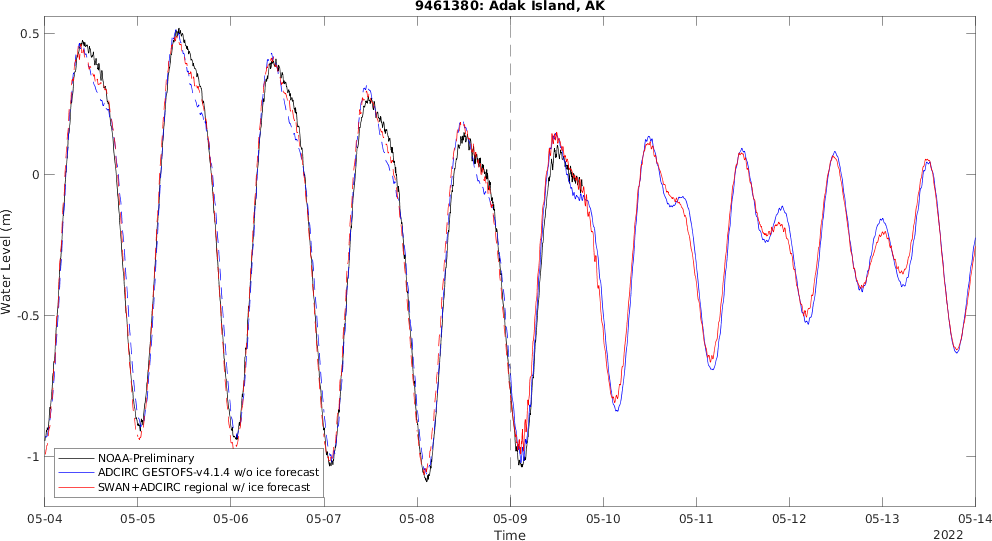 9461380: Adak Island, AK
0.5
0
-0.5
-1
Water Level (m)
NOAA-Preliminary
ADCIRC GESTOFS-v4.1.4 w/o ice forecast
SWAN+ADCIRC regional w/ ice forecast
05-04 05-05 05-06 05-07 05-08 05-09 05-10 05-11 05-12 05-13 05-14
Time
2022